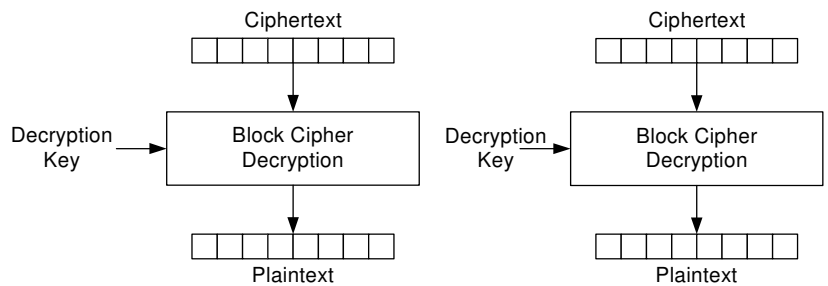 Ciphertext
Ciphertext
Decryption
Key
Block Cipher
Decryption
Decryption
Key
Block Cipher
Decryption
Plaintext
Plaintext